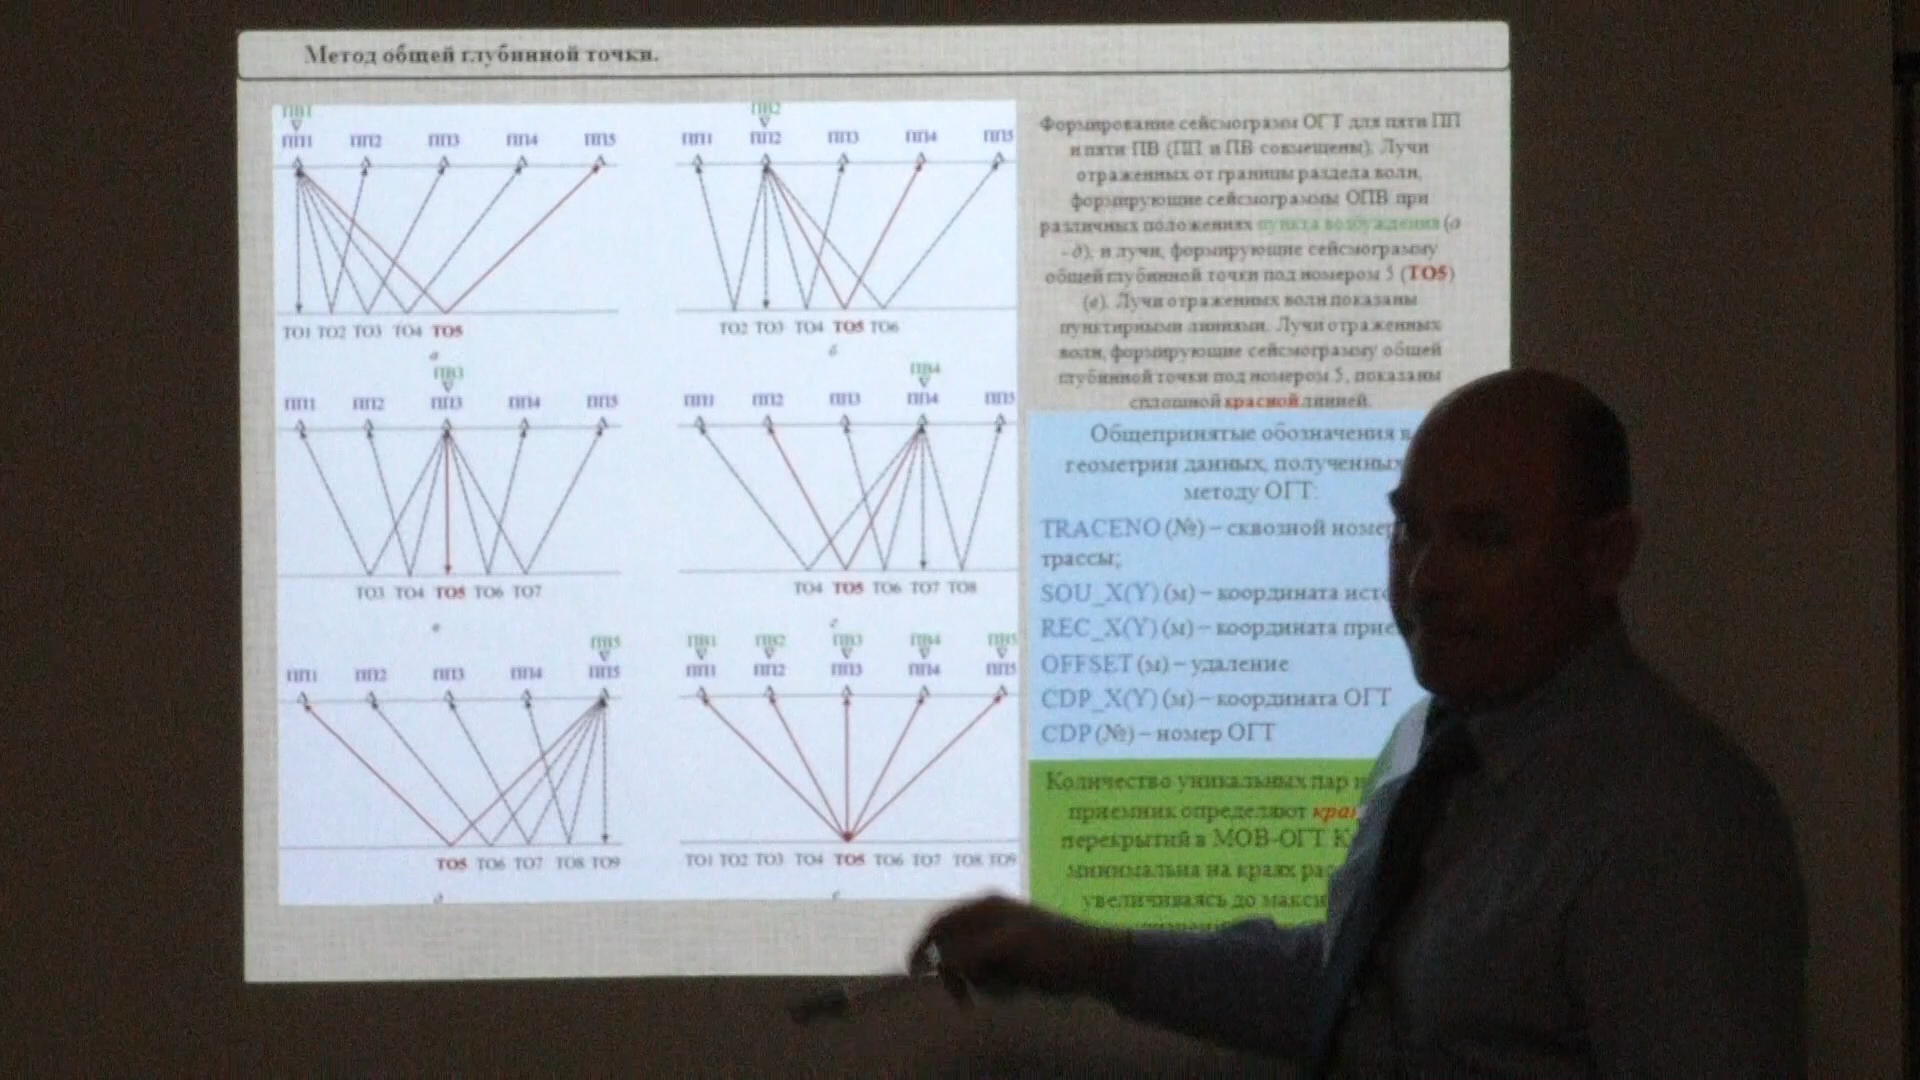 Метод общей глубинной точки.
ПВ1
ПП1 ПП2 ПП3 ПП4 ПП5
ТО1 ТО2 ТО3 ТО4 ТО5
а
ПВ2
ПП1 ПП2 ПП3 ПП4 ПП5
ТО2 ТО3 ТО4 ТО5 ТО6
б
ПВ3
ПП1 ПП2 ПП3 ПП4 ПП5
ТО3 ТО4 ТО5 ТО6 ТО7
в
ПВ4
ПП1 ПП2 ПП3 ПП4 ПП5
ТО4 ТО5 ТО6 ТО7 ТО8
г
ПВ5
ПП1 ПП2 ПП3 ПП4 ПП5
ТО5 ТО6 ТО7 ТО8 ТО9
д
ПВ1 ПВ2 ПВ3 ПВ4 ПВ5
ПП1 ПП2 ПП3 ПП4 ПП5
ТО1 ТО2 ТО3 ТО4 ТО5 ТО6 ТО7 ТО8 ТО9
Формирование сейсмограмм ОГТ для пяти ПП
и пяти ПВ (ПП и ПВ совмещены). Лучи
отраженных от границы раздела волн,
формирующие сейсмограммы ОПВ при
различных положениях пункта возбуждения (а
- д), и лучи, формирующие сейсмограмму
общей глубинной точки под номером 5 (ТО5)
(е). Лучи отраженных волн показаны
пунктирными линиями. Лучи отраженных
волн, формирующие сейсмограмму общей
глубинной точки под номером 5, показаны
сплошной красной линией.
Общепринятые обозначения в
геометрии данных, полученных
методу ОГТ:
TRACENO (№) – сквозной номер
трассы;
SOU_X(Y) (м) – координата ист
REC_X(Y) (м) – координата прие
OFFSET (м) – удаление
CDP_X(Y) (м) – координата ОГТ
CDP (№) – номер ОГТ
Количество уникальных пар
приемник определяют кра
перекрытий в МОВ-ОГТ. К
минимальна на краях ра
увеличиваясь до макси